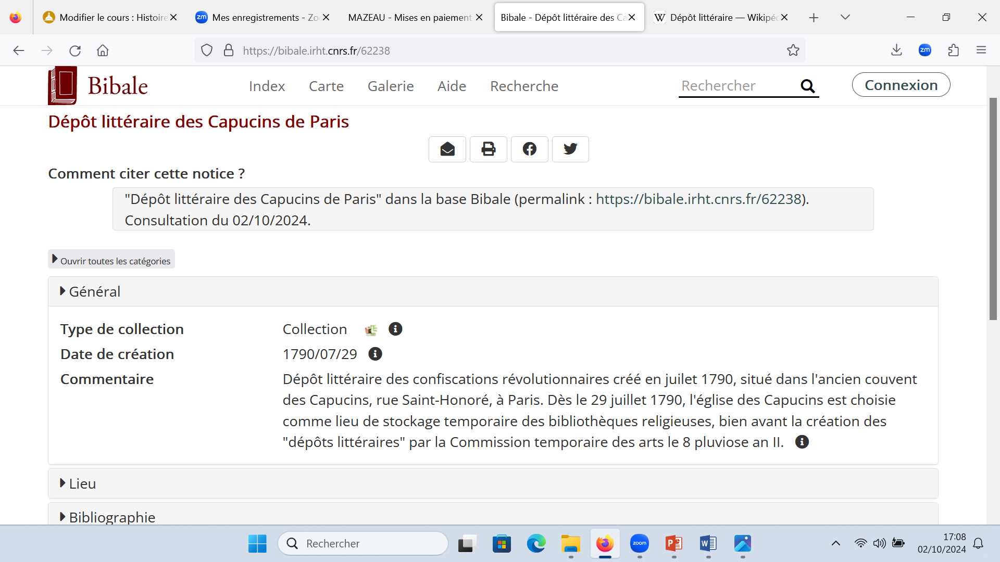 Modifier le cours : Histoire
Mes enregistrements - Zo
MAZEAU - Mises en paiement
Bibale - Dépôt littéraire des Ca
W Dépôt littéraire — Wikipé
zm
https://bibale.irht.cnrs.fr/62238
zm
Bibale
Index
Carte
Galerie
Aide
Recherche
Rechercher
Connexion
Dépôt littéraire des Capucins de Paris
Comment citer cette notice ?
"Dépôt littéraire des Capucins de Paris" dans la base Bibale (permalink : https://bibale.irht.cnrs.fr/62238).
Consultation du 02/10/2024.
Ouvrir toutes les catégories
Général
Type de collection
Collection
Date de création
1790/07/29
Commentaire
Dépôt littéraire des confiscations révolutionnaires créé en juilet 1790, situé dans l'ancien couvent
des Capucins, rue Saint-Honoré, à Paris. Dès le 29 juillet 1790, l'église des Capucins est choisie
comme lieu de stockage temporaire des bibliothèques religieuses, bien avant la création des
"dépôts littéraires" par la Commission temporaire des arts le 8 pluviose an II.
Lieu
Bibliographie
Rechercher
zoom
P
W
17:08
02/10/2024